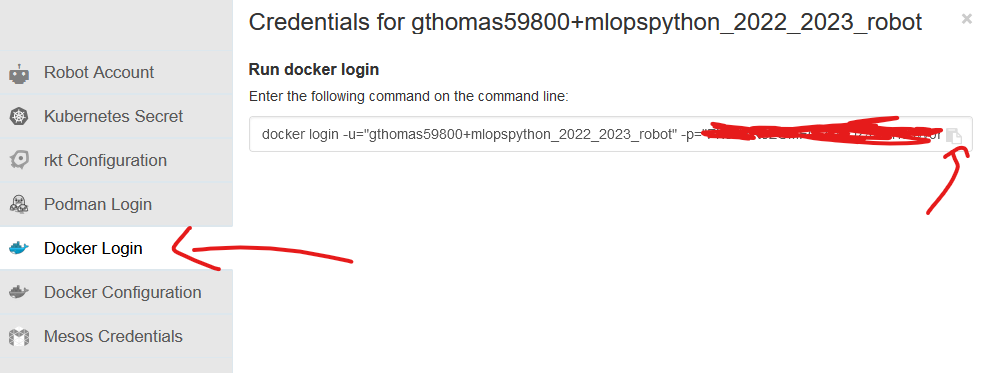 Credentials for gthomas59800+mlopspython_2022_2023_robot
×
Robot Account
Kubernetes Secret
rkt Configuration
Podman Login
Docker Login
Docker Configuration
Mesos Credentials
Run docker login
Enter the following command on the command line:
docker login -u="gthomas59800+mlopspython_2022_2023_robot" -p=